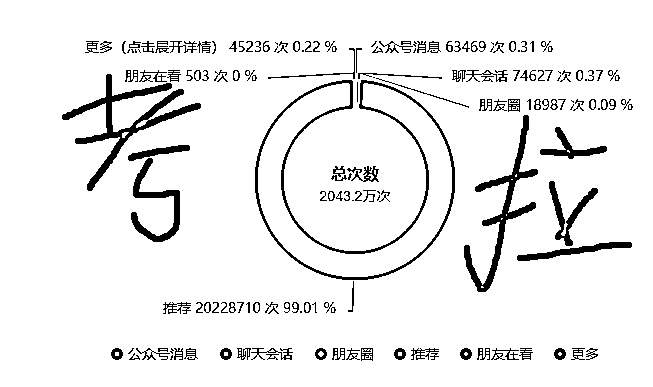 更多（点击展开详情） 45236 次 0.22 %
公众号消息 63469 次 0.31 %
朋友在看 503 次 0 %
聊天会话 74627 次 0.37 %
朋友圈 18987 次 0.09 %
考拉
总次数
2043.2万次
推荐 20228710 次 99.01 %
公众号消息 聊天会话 朋友圈 推荐 朋友在看 更多